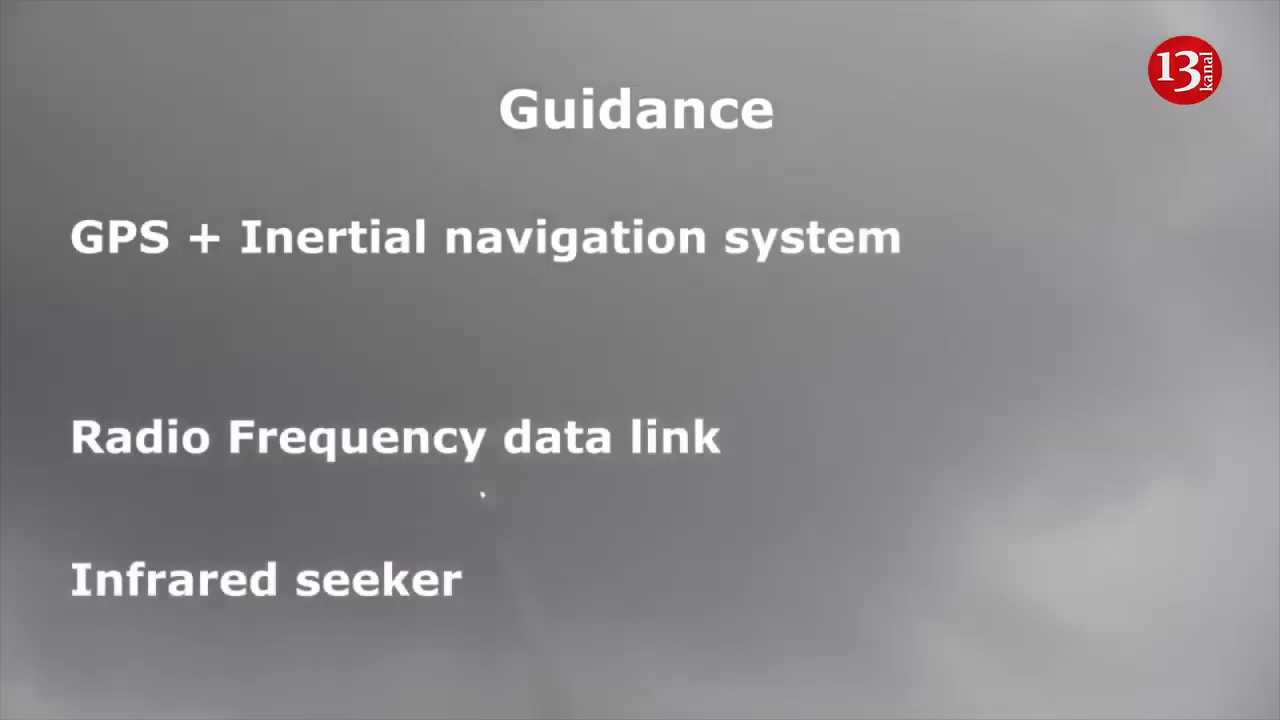 13 kanal
Guidance
GPS + Inertial navigation system
Radio Frequency data link
Infrared seeker